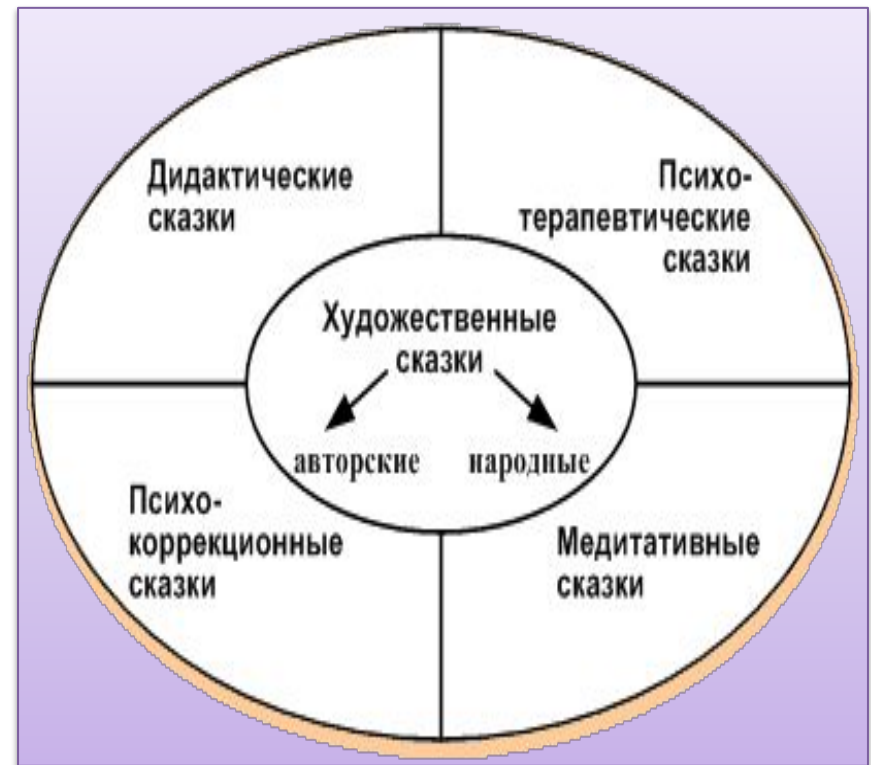 Дидактические
сказки
Психо-
терапевтические
сказки
Художественные
сказки
авторские народные
Психо-
коррекционные
сказки
Медитативные
сказки